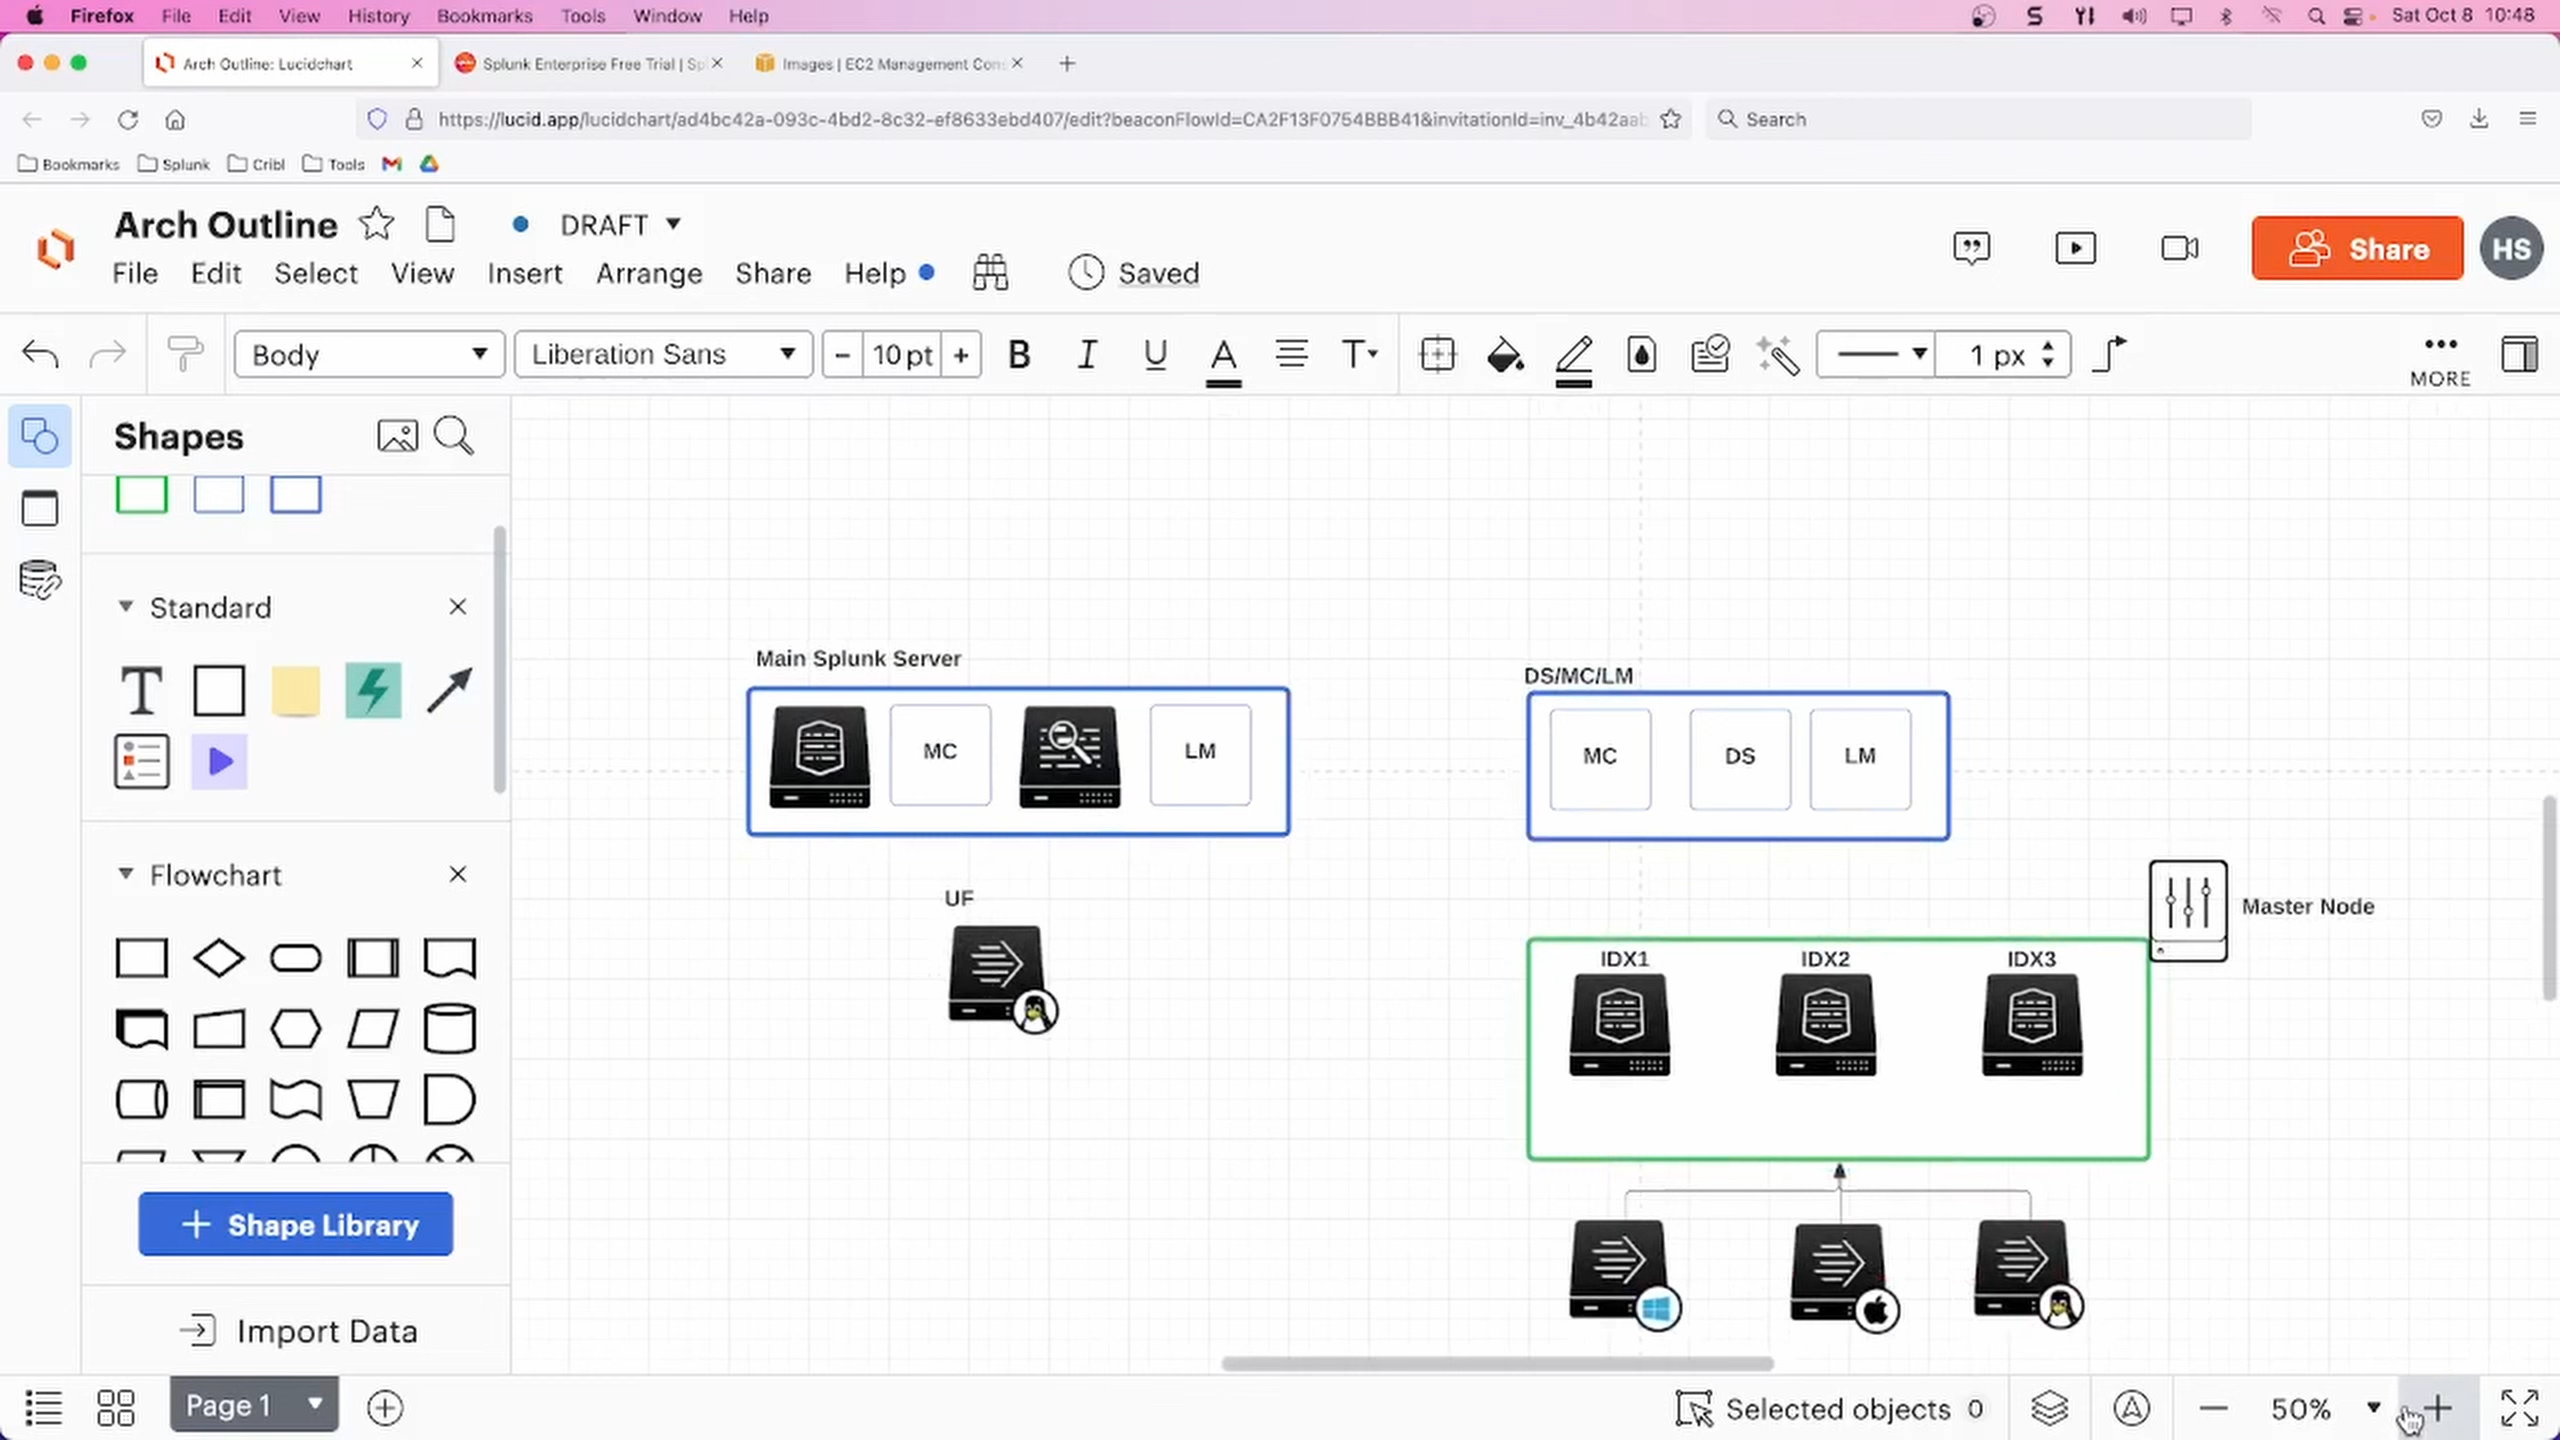 Firefox File Edit View History Bookmarks Tools Window Help Sat Oct 8 10:48
Arch Outline: Lucidchart Splunk Enterprise Free Trial | Spl Images | EC2 Management Cons
https://lucid.app/lucidchart/ad4bc42a-093c-4bd2-8c32-ef8633ebd407/edit?beaconFlowId=CA2F13F0754BBB41&invitationId=inv_4b42aab Search
Bookmarks Splunk Cribl Tools
Arch Outline DRAFT
File Edit Select View Insert Arrange Share Help Saved
Share HS
Body Liberation Sans 10 pt B I U A T 1 px
MORE
Shapes
Standard
T
Flowchart
Shape Library
Import Data
Main Splunk Server
MC LM
UF
DS/MC/LM
MC DS LM
Master Node
IDX1 IDX2 IDX3
Page 1 Selected objects 0 50%